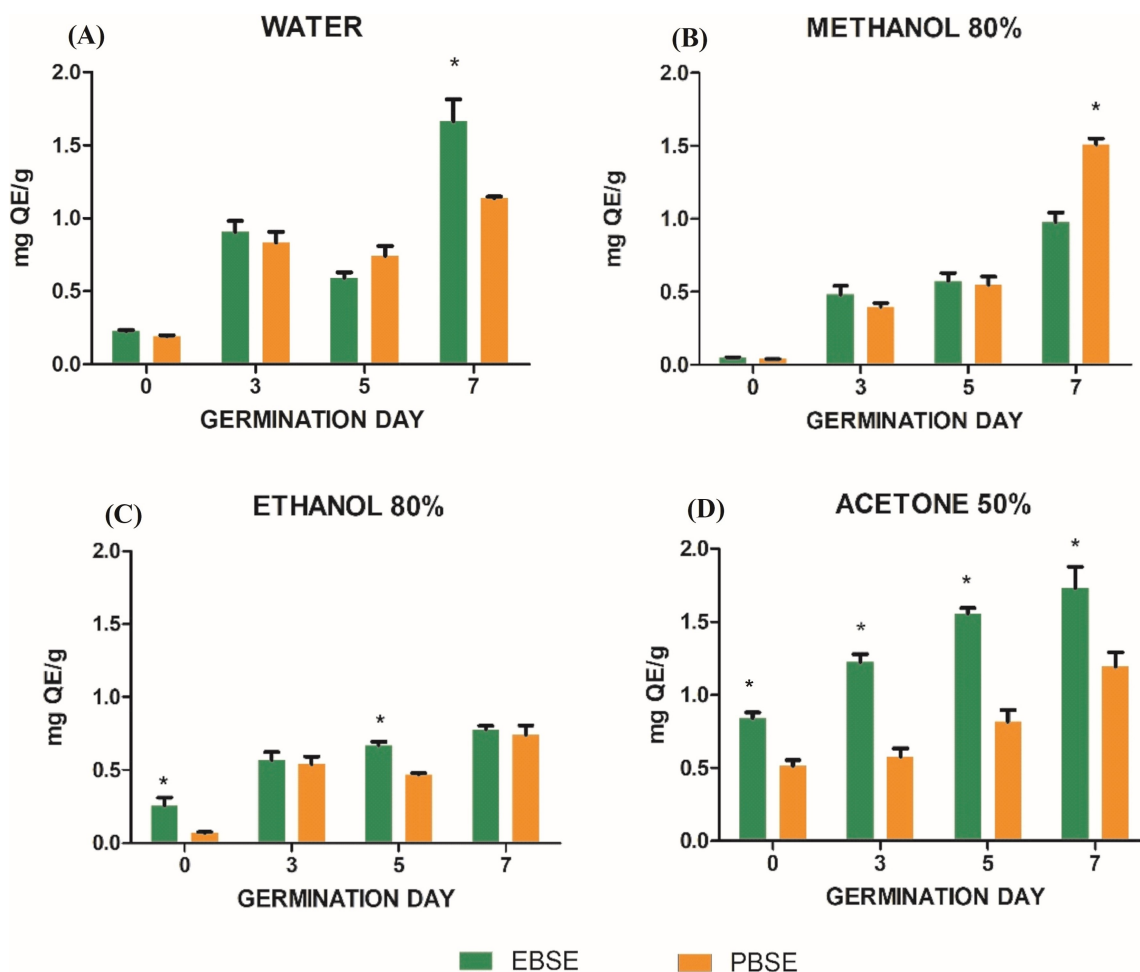 (A) WATER
*
2.0
1.5
1.0
0.5
0.0
mg QE/g
0 3 5 7
GERMINATION DAY
(B) METHANOL 80%
*
2.0
1.5
1.0
0.5
0.0
mg QE/g
0 3 5 7
GERMINATION DAY
(C) ETHANOL 80%
* *
2.0
1.5
1.0
0.5
0.0
mg QE/g
0 3 5 7
GERMINATION DAY
(D) ACETONE 50%
* * * *
2.0
1.5
1.0
0.5
0.0
mg QE/g
0 3 5 7
GERMINATION DAY
EBSE PBSE